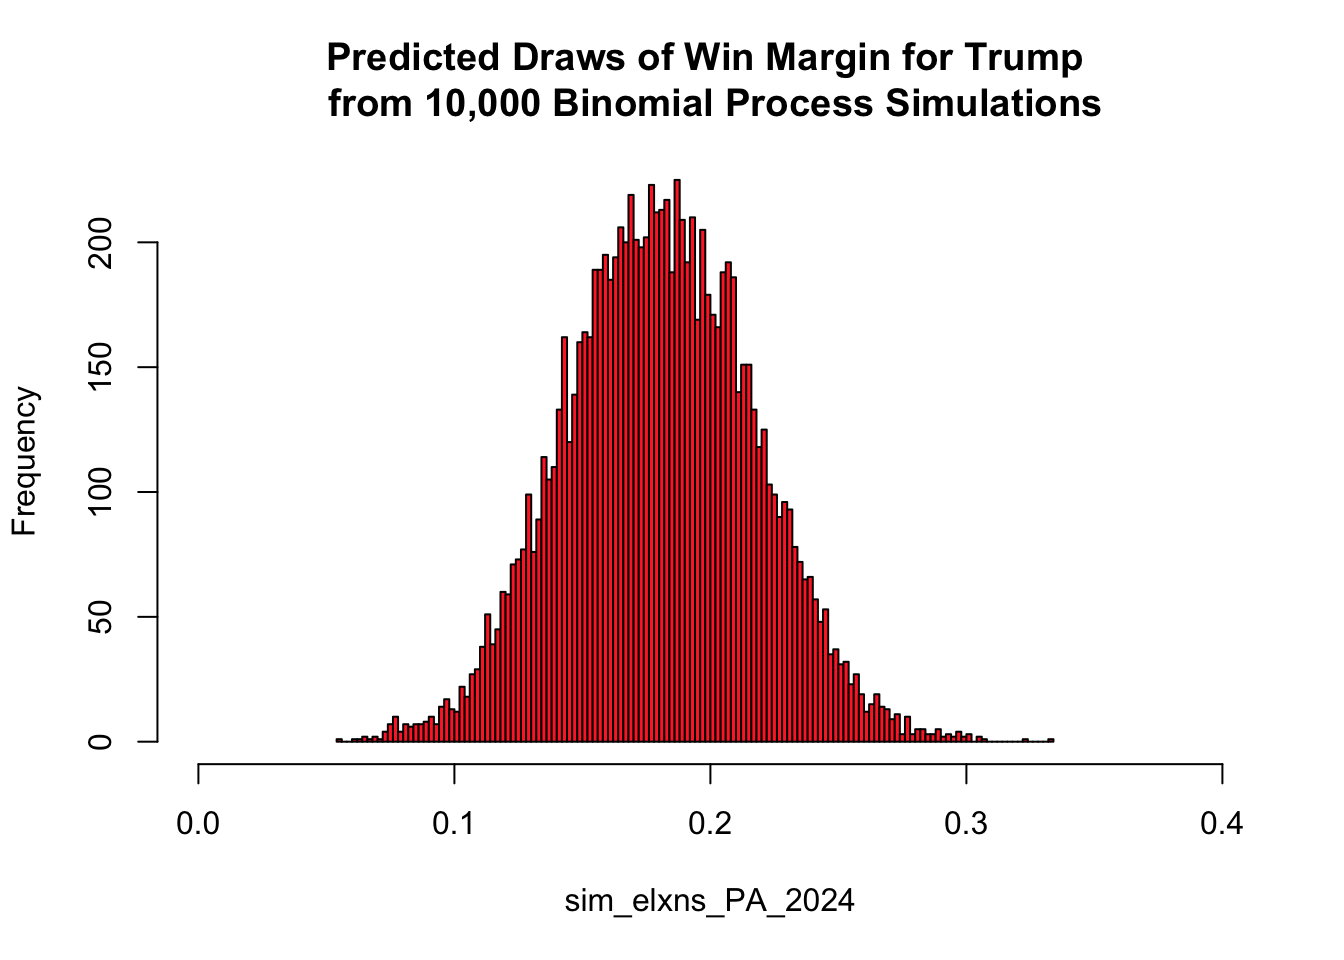 Predicted Draws of Win Margin for Trump
from 10,000 Binomial Process Simulations
Frequency
200
150
100
50
0
0.0 0.1 0.2 0.3 0.4
sim_elxns_PA_2024